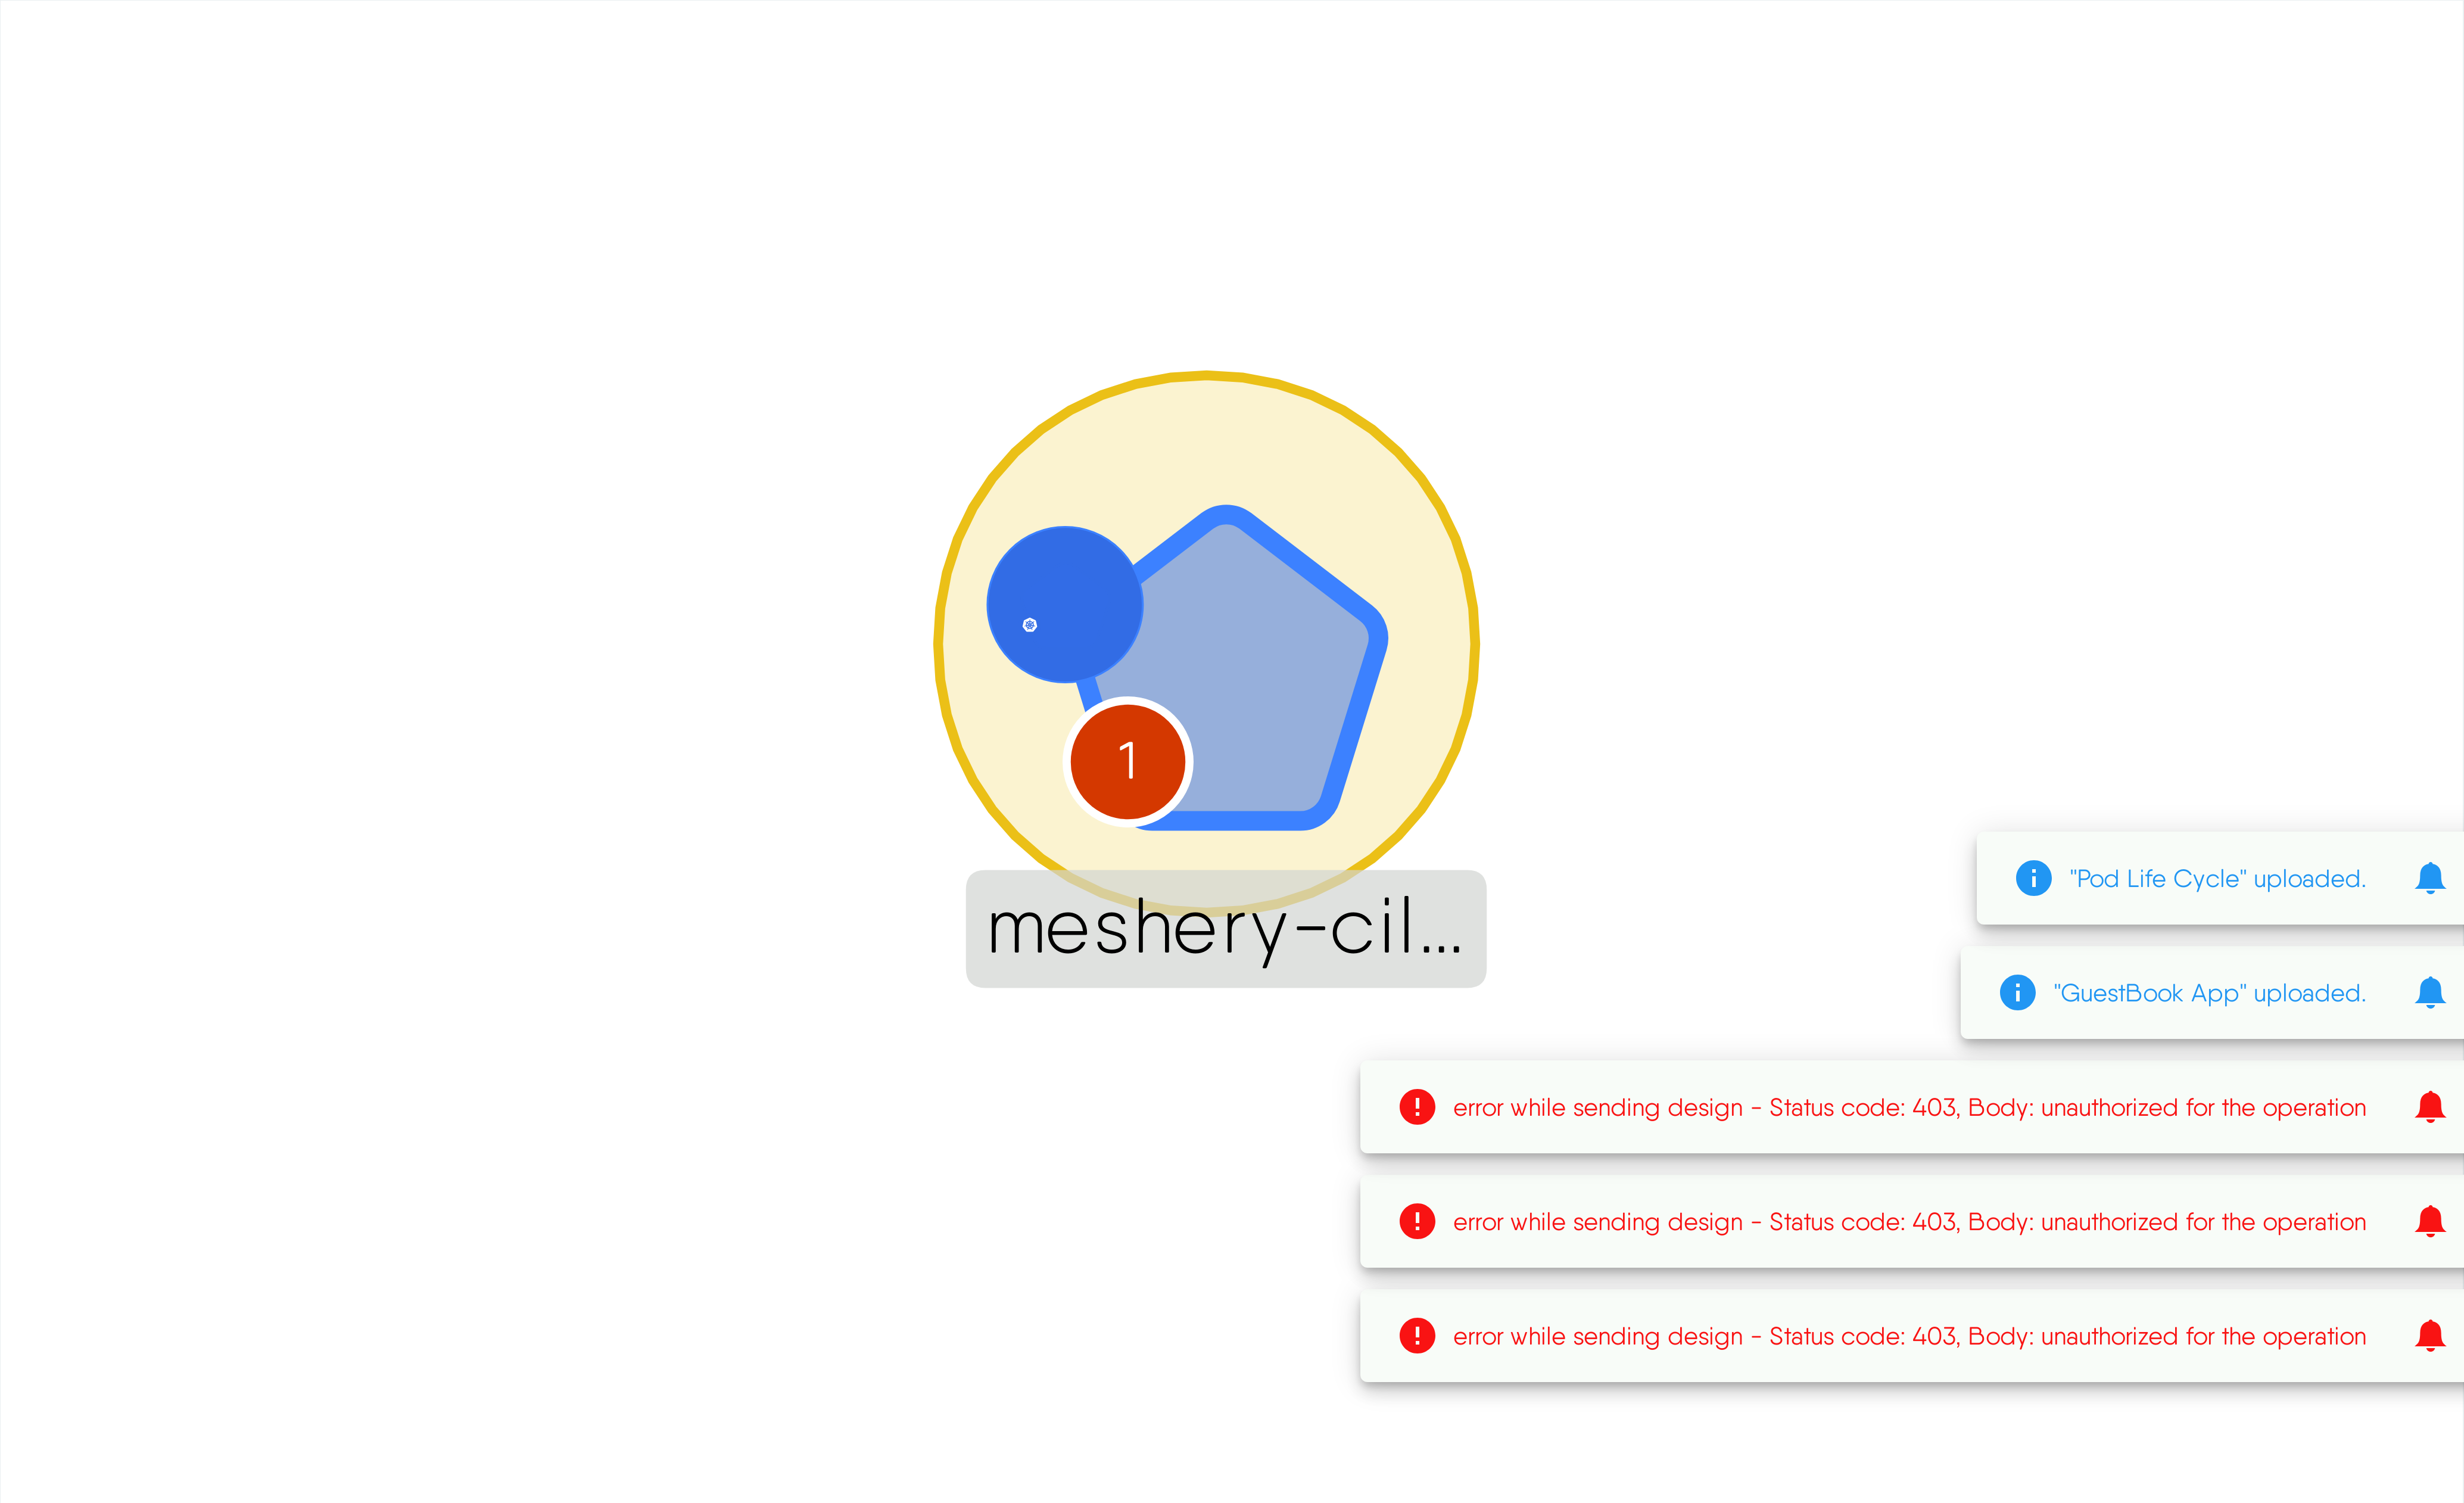 1
meshery-cil...
"Pod Life Cycle" uploaded.
"GuestBook App" uploaded.
error while sending design - Status code: 403, Body: unauthorized for the operation
error while sending design - Status code: 403, Body: unauthorized for the operation
error while sending design - Status code: 403, Body: unauthorized for the operation